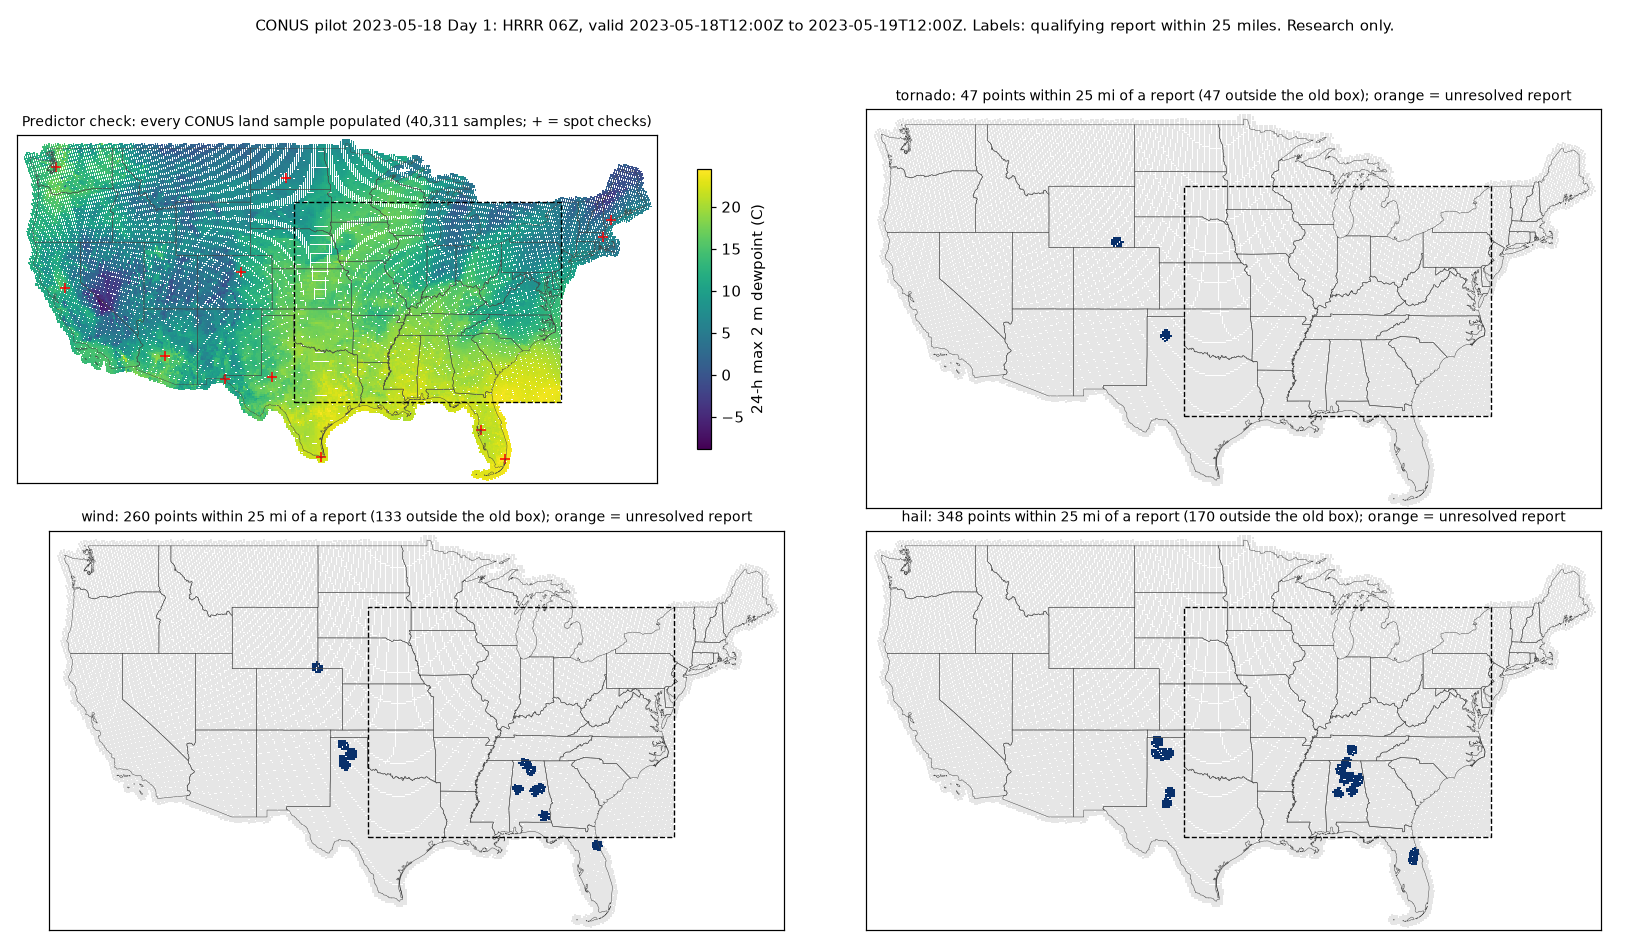 CONUS pilot 2023-05-18 Day 1: HRRR 06Z, valid 2023-05-18T12:00Z to 2023-05-19T12:00Z. Labels: qualifying report within 25 miles. Research only.
Predictor check: every CONUS land sample populated (40,311 samples; + = spot checks)
20
15
10
5
0
−5
24-h max 2 m dewpoint (C)
tornado: 47 points within 25 mi of a report (47 outside the old box); orange = unresolved report
wind: 260 points within 25 mi of a report (133 outside the old box); orange = unresolved report
hail: 348 points within 25 mi of a report (170 outside the old box); orange = unresolved report